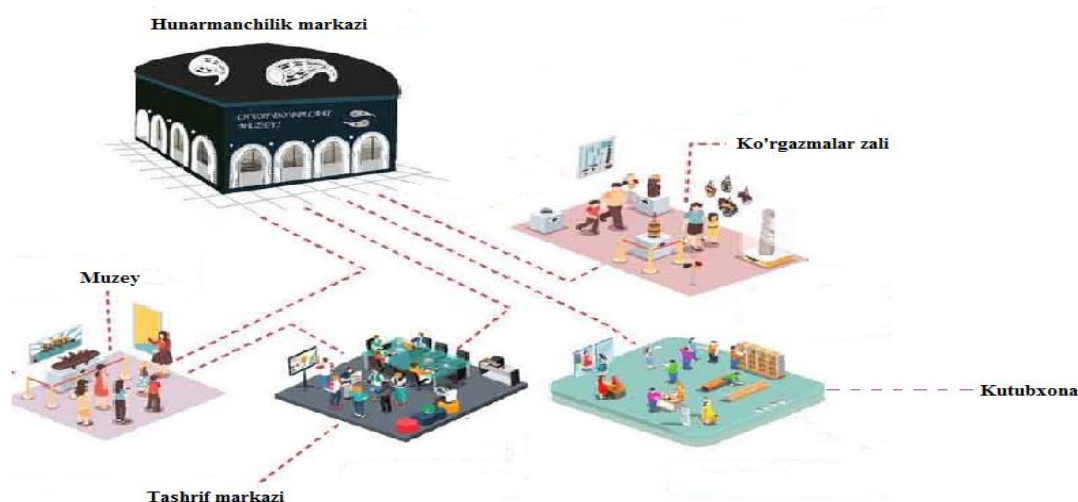 Hunarmanchilik markazi
Ko'rgazmalar zali
Muzey
Kutubxona
Tashrif markazi